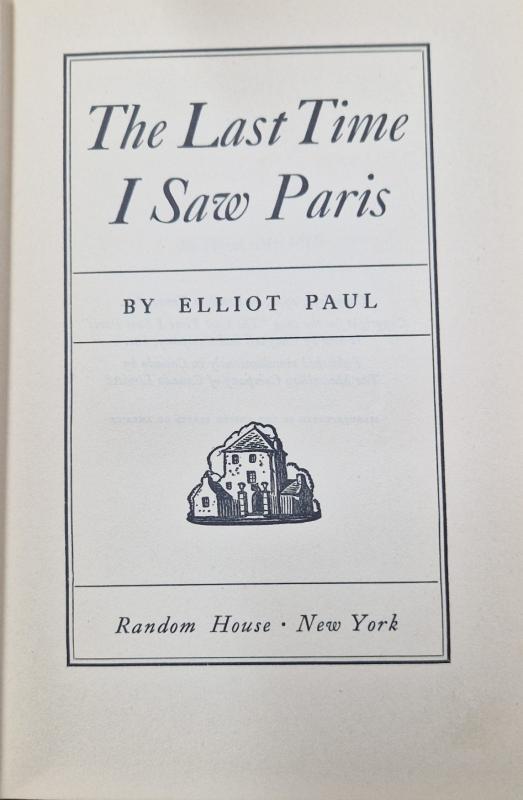 The Last Time
I Saw Paris
BY ELLIOT PAUL
Random House · New York